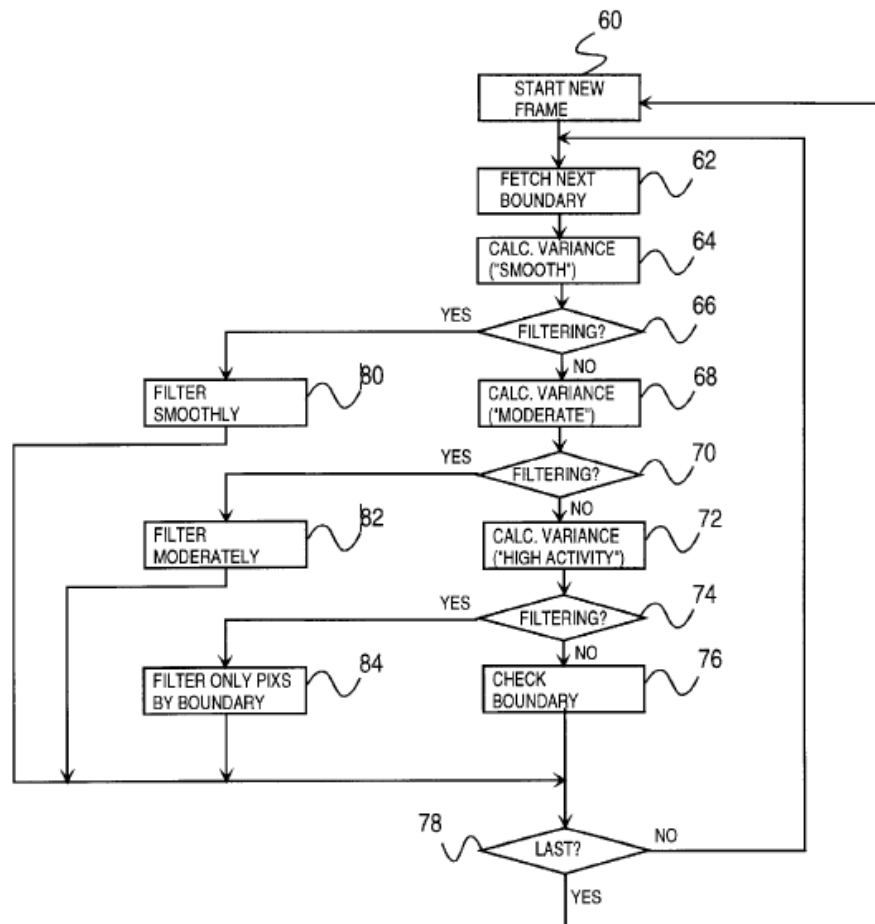 60
START NEW
FRAME
62
FETCH NEXT
BOUNDARY
64
CALC. VARIANCE
("SMOOTH")
66
YES
FILTERING?
NO
80
FILTER
SMOOTHLY
68
CALC. VARIANCE
("MODERATE")
70
YES
FILTERING?
NO
82
FILTER
MODERATELY
72
CALC. VARIANCE
("HIGH ACTIVITY")
74
YES
FILTERING?
NO
84
FILTER ONLY PIXS
BY BOUNDARY
76
CHECK
BOUNDARY
78
LAST?
NO
YES